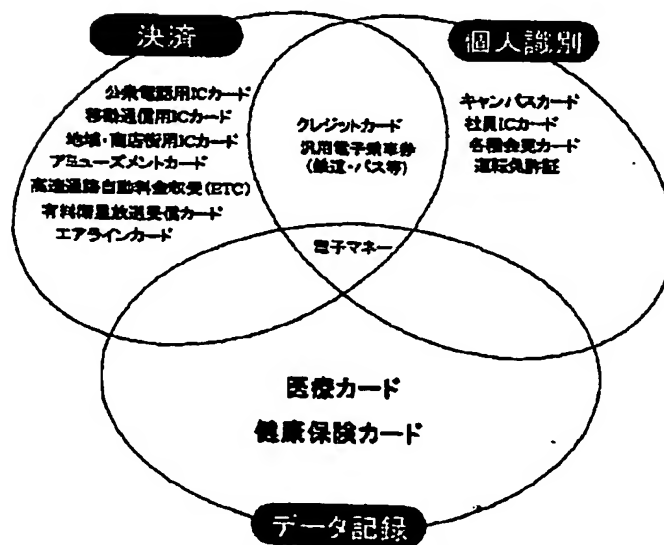 決済
公衆電話用ICカード
移動通信用ICカード
地域・商店街用ICカード
アミューズメントカード
高速道路自動料金収受(ETC)
有料衛星放送受信カード
エアラインカード
クレジットカード
汎用電子乗車券
(鉄道・バス等)
個人識別
キャンパスカード
社員ICカード
各種会員カード
運転免許証
電子マネー
医療カード
健康保険カード
データ記録